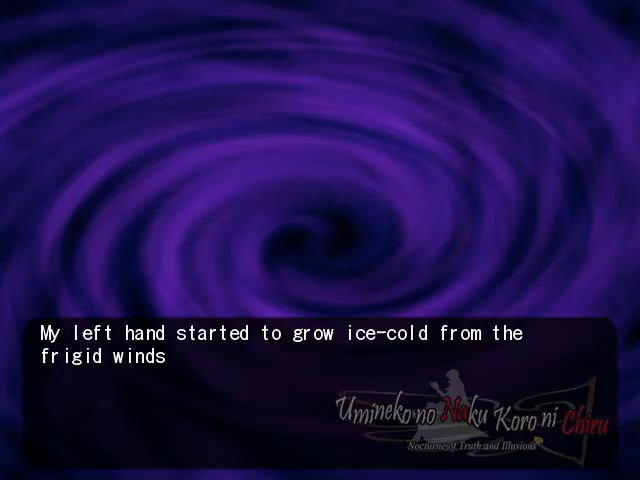 My left hand started to grow ice-cold from the
frigid winds
Umineko no Naku Koro ni Chiru
Nocturne of Truth and Illusions